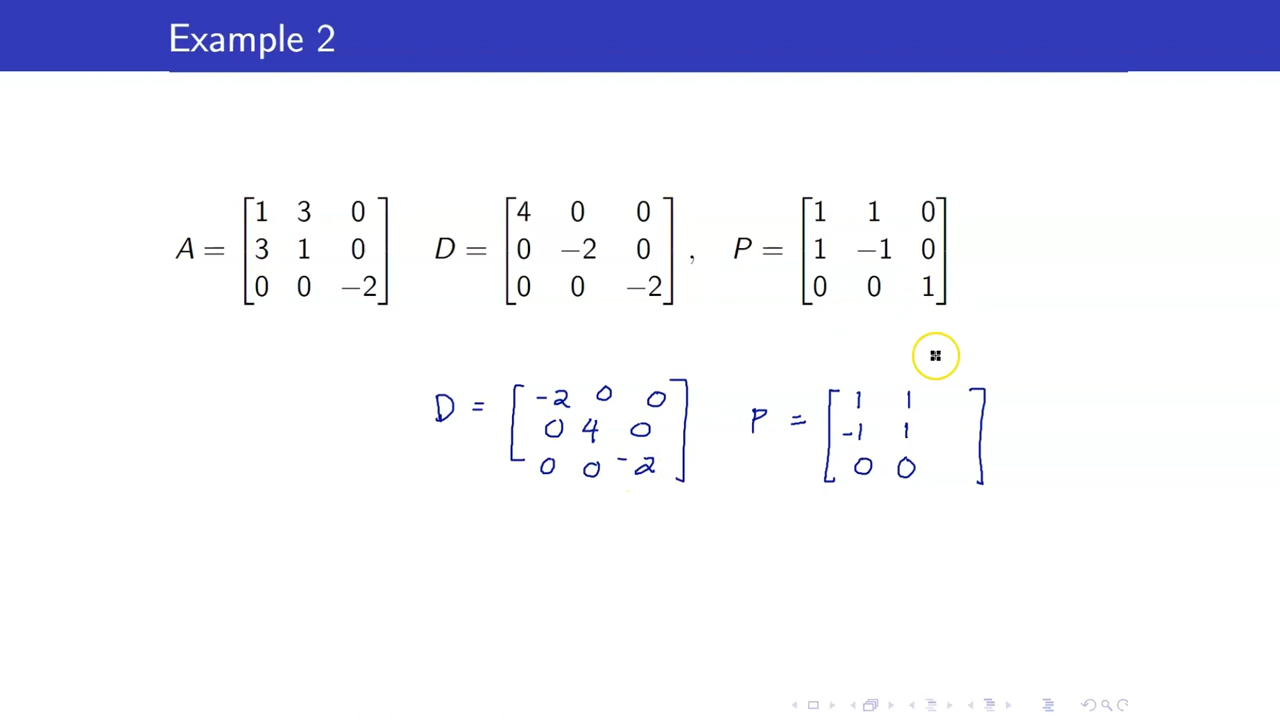 Example 2
A = [1 3 0; 3 1 0; 0 0 −2] D = [4 0 0; 0 −2 0; 0 0 −2] , P = [1 1 0; 1 −1 0; 0 0 1]
D = [-2 0 0; 0 4 0; 0 0 -2] P = [1 1; -1 1; 0 0]